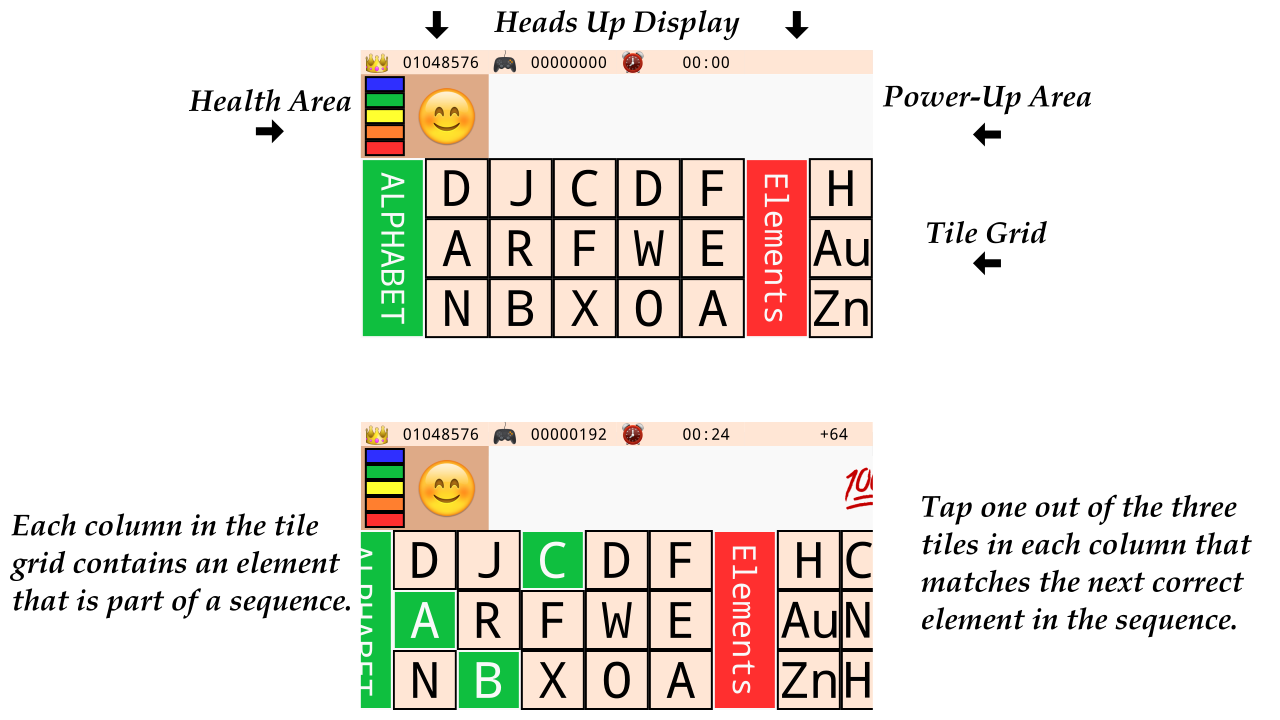 Heads Up Display
01048576 00000000 00:00
Health Area
Power-Up Area
ALPHABET
D J C D F
Elements
H
A R F W E
Au
N B X O A
Zn
Tile Grid
01048576 00000192 00:24 +64
100
Each column in the tile
grid contains an element
that is part of a sequence.
ALPHABET
D J C D F
Elements
H C
A R F W E
Au N
N B X O A
Zn H
Tap one out of the three
tiles in each column that
matches the next correct
element in the sequence.